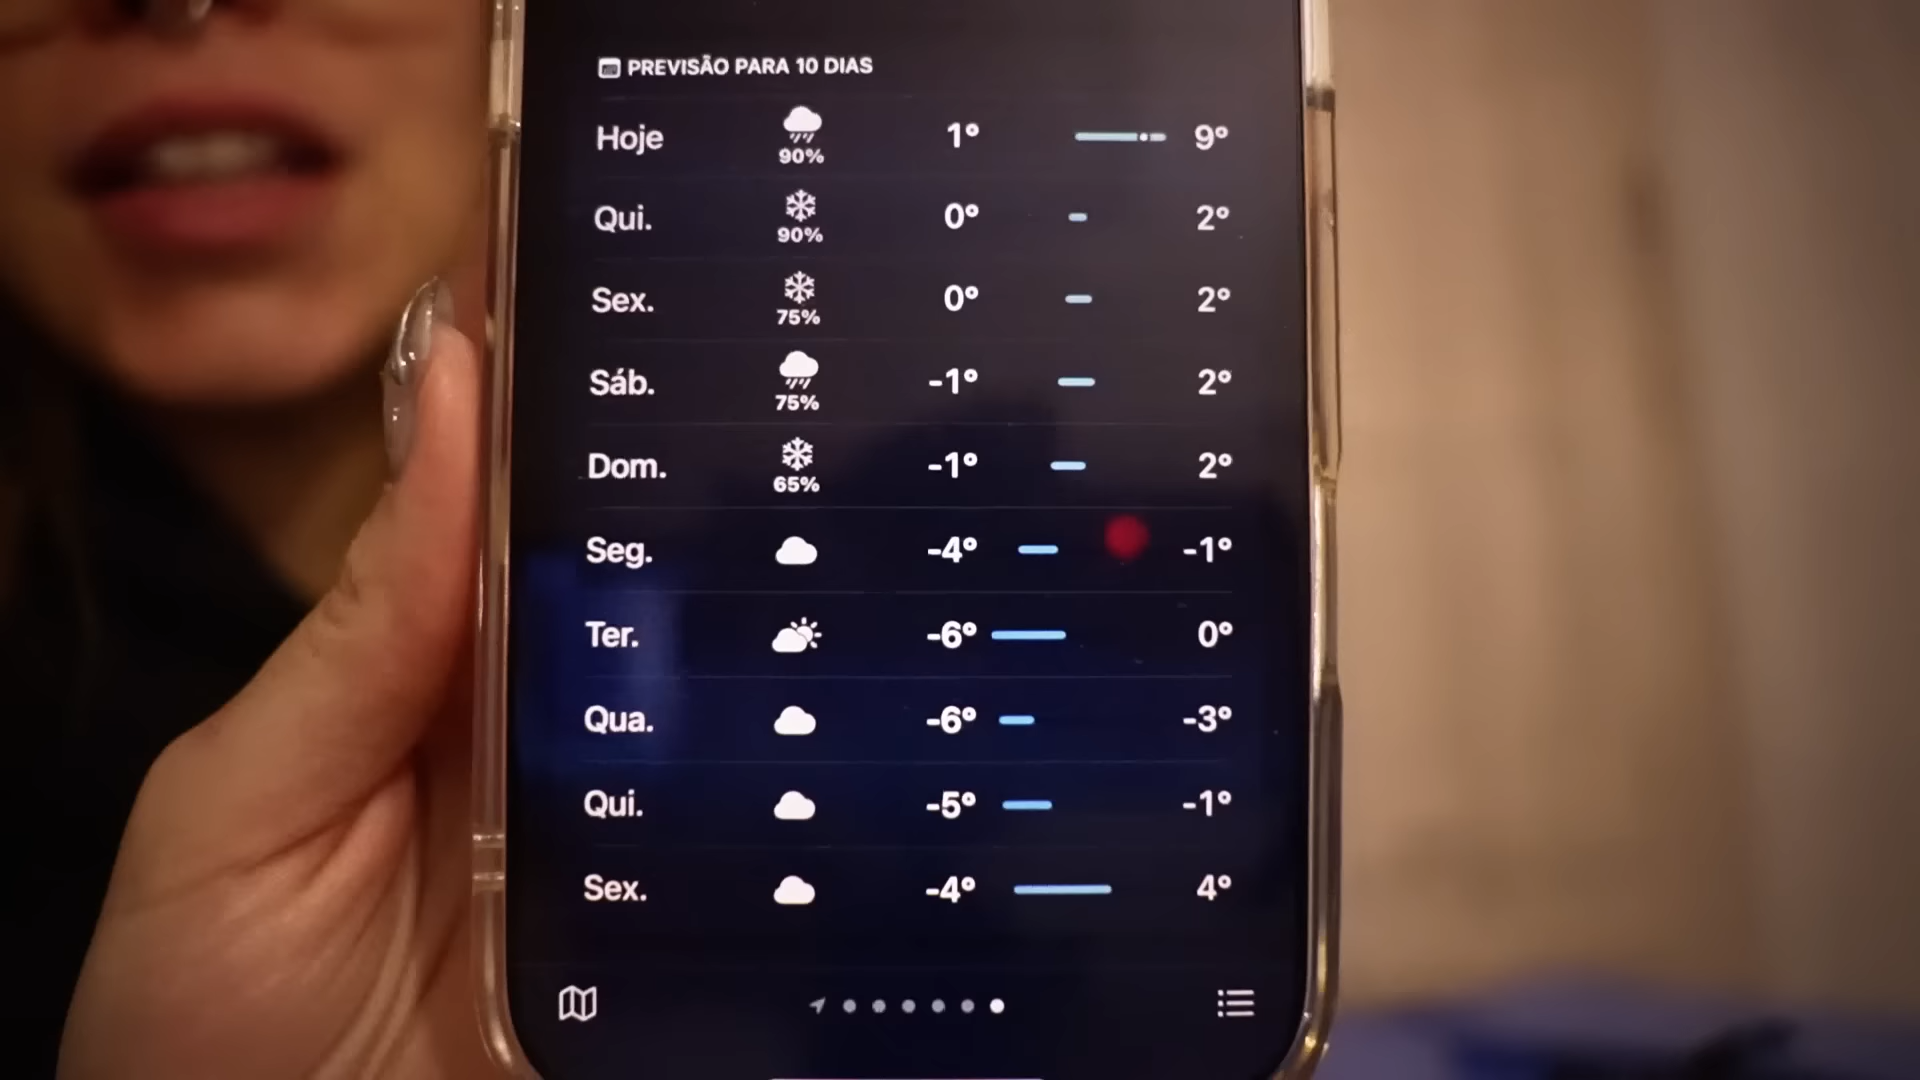 PREVISÃO PARA 10 DIAS
Hoje 90% 1° 9°
Qui. 90% 0° 2°
Sex. 75% 0° 2°
Sáb. 75% -1° 2°
Dom. 65% -1° 2°
Seg. -4° -1°
Ter. -6° 0°
Qua. -6° -3°
Qui. -5° -1°
Sex. -4° 4°